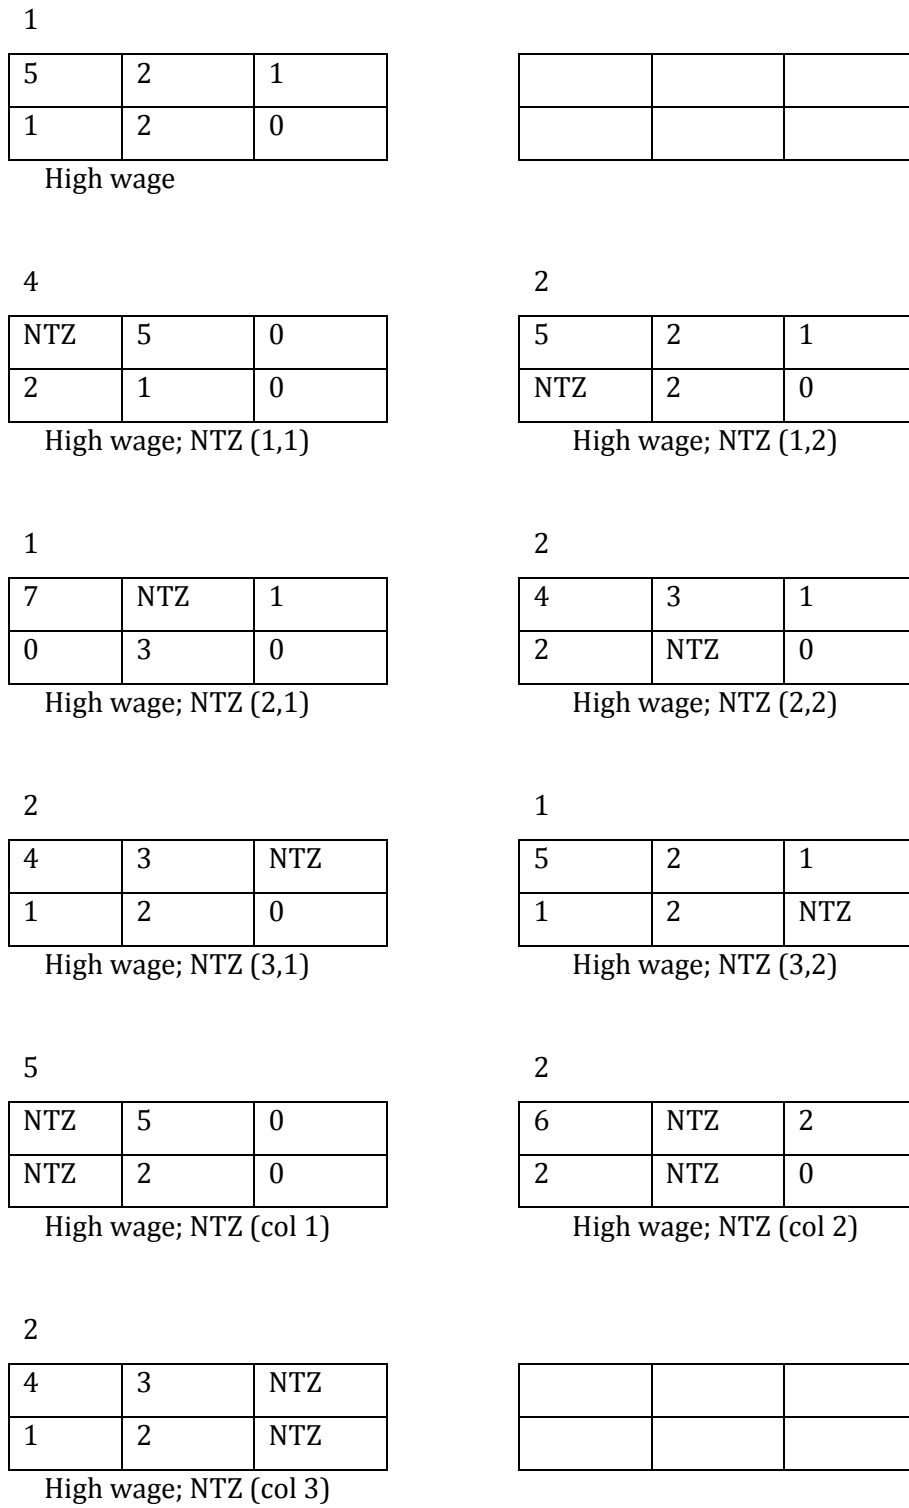 1
5 2 1
1 2 0
High wage
4 2
NTZ 5 0 5 2 1
2 1 0 NTZ 2 0
High wage; NTZ (1,1) High wage; NTZ (1,2)
1 2
7 NTZ 1 4 3 1
0 3 0 2 NTZ 0
High wage; NTZ (2,1) High wage; NTZ (2,2)
2 1
4 3 NTZ 5 2 1
1 2 0 1 2 NTZ
High wage; NTZ (3,1) High wage; NTZ (3,2)
5 2
NTZ 5 0 6 NTZ 2
NTZ 2 0 2 NTZ 0
High wage; NTZ (col 1) High wage; NTZ (col 2)
2
4 3 NTZ
1 2 NTZ
High wage; NTZ (col 3)